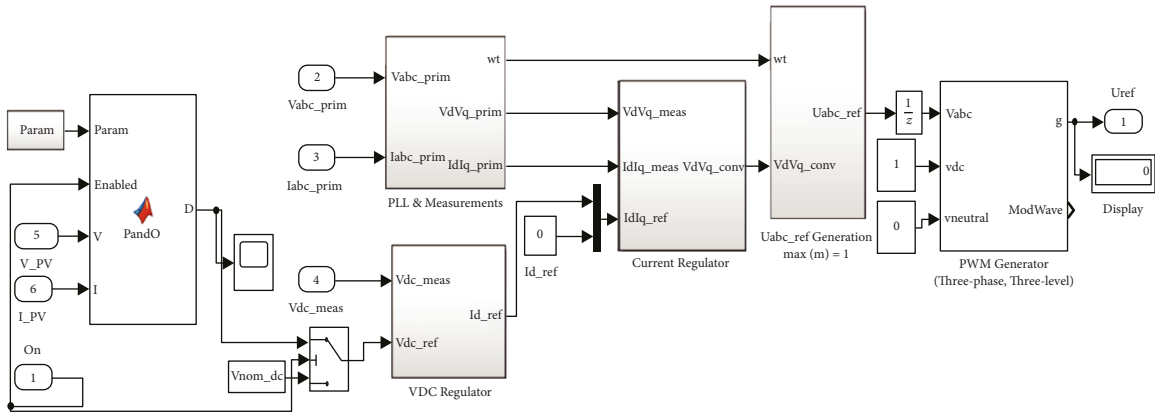 Param
Param
Enabled
V
I
D
PandO
5
V_PV
6
I_PV
On
1
2
Vabc_prim
3
Iabc_prim
Vabc_prim
Iabc_prim
wt
VdVq_prim
IdIq_prim
PLL & Measurements
4
Vdc_meas
Vnom_dc
Vdc_meas
Vdc_ref
Id_ref
VDC Regulator
0
Id_ref
VdVq_meas
IdIq_meas
IdIq_ref
VdVq_conv
Current Regulator
wt
VdVq_conv
Uabc_ref
Uabc_ref Generation
max (m) = 1
1
z
1
0
Vabc
vdc
vneutral
g
ModWave
PWM Generator
(Three-phase, Three-level)
Uref
1
0
Display